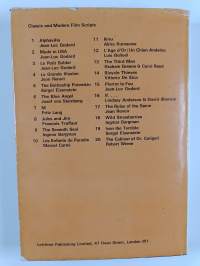 Classic and Modern Film Scripts
1 Alphaville
Jean-Luc Godard
2 Made in USA
Jean-Luc Godard
3 Le Petit Soldat
Jean-Luc Godard
4 La Grande Illusion
Jean Renoir
5 The Battleship Potemkin
Sergei Eisenstein
6 The Blue Angel
Josef von Sternberg
7 M
Fritz Lang
8 Jules and Jim
François Truffaut
9 The Seventh Seal
Ingmar Bergman
10 Les Enfants du Paradis
Marcel Carné
11 Ikiru
Akira Kurosawa
12 L'Age d'Or | Un Chien Andalou
Luis Buñuel
13 The Third Man
Graham Greene & Carol Reed
14 Bicycle Thieves
Vittorio De Sica
15 Pierrot le Fou
Jean-Luc Godard
16 If . . .
Lindsay Anderson & David Sherwin
17 The Rules of the Game
Jean Renoir
18 Wild Strawberries
Ingmar Bergman
19 Ivan the Terrible
Sergei Eisenstein
20 The Cabinet of Dr. Caligari
Robert Wiene
Lorrimer Publishing Limited, 47 Dean Street, London W1